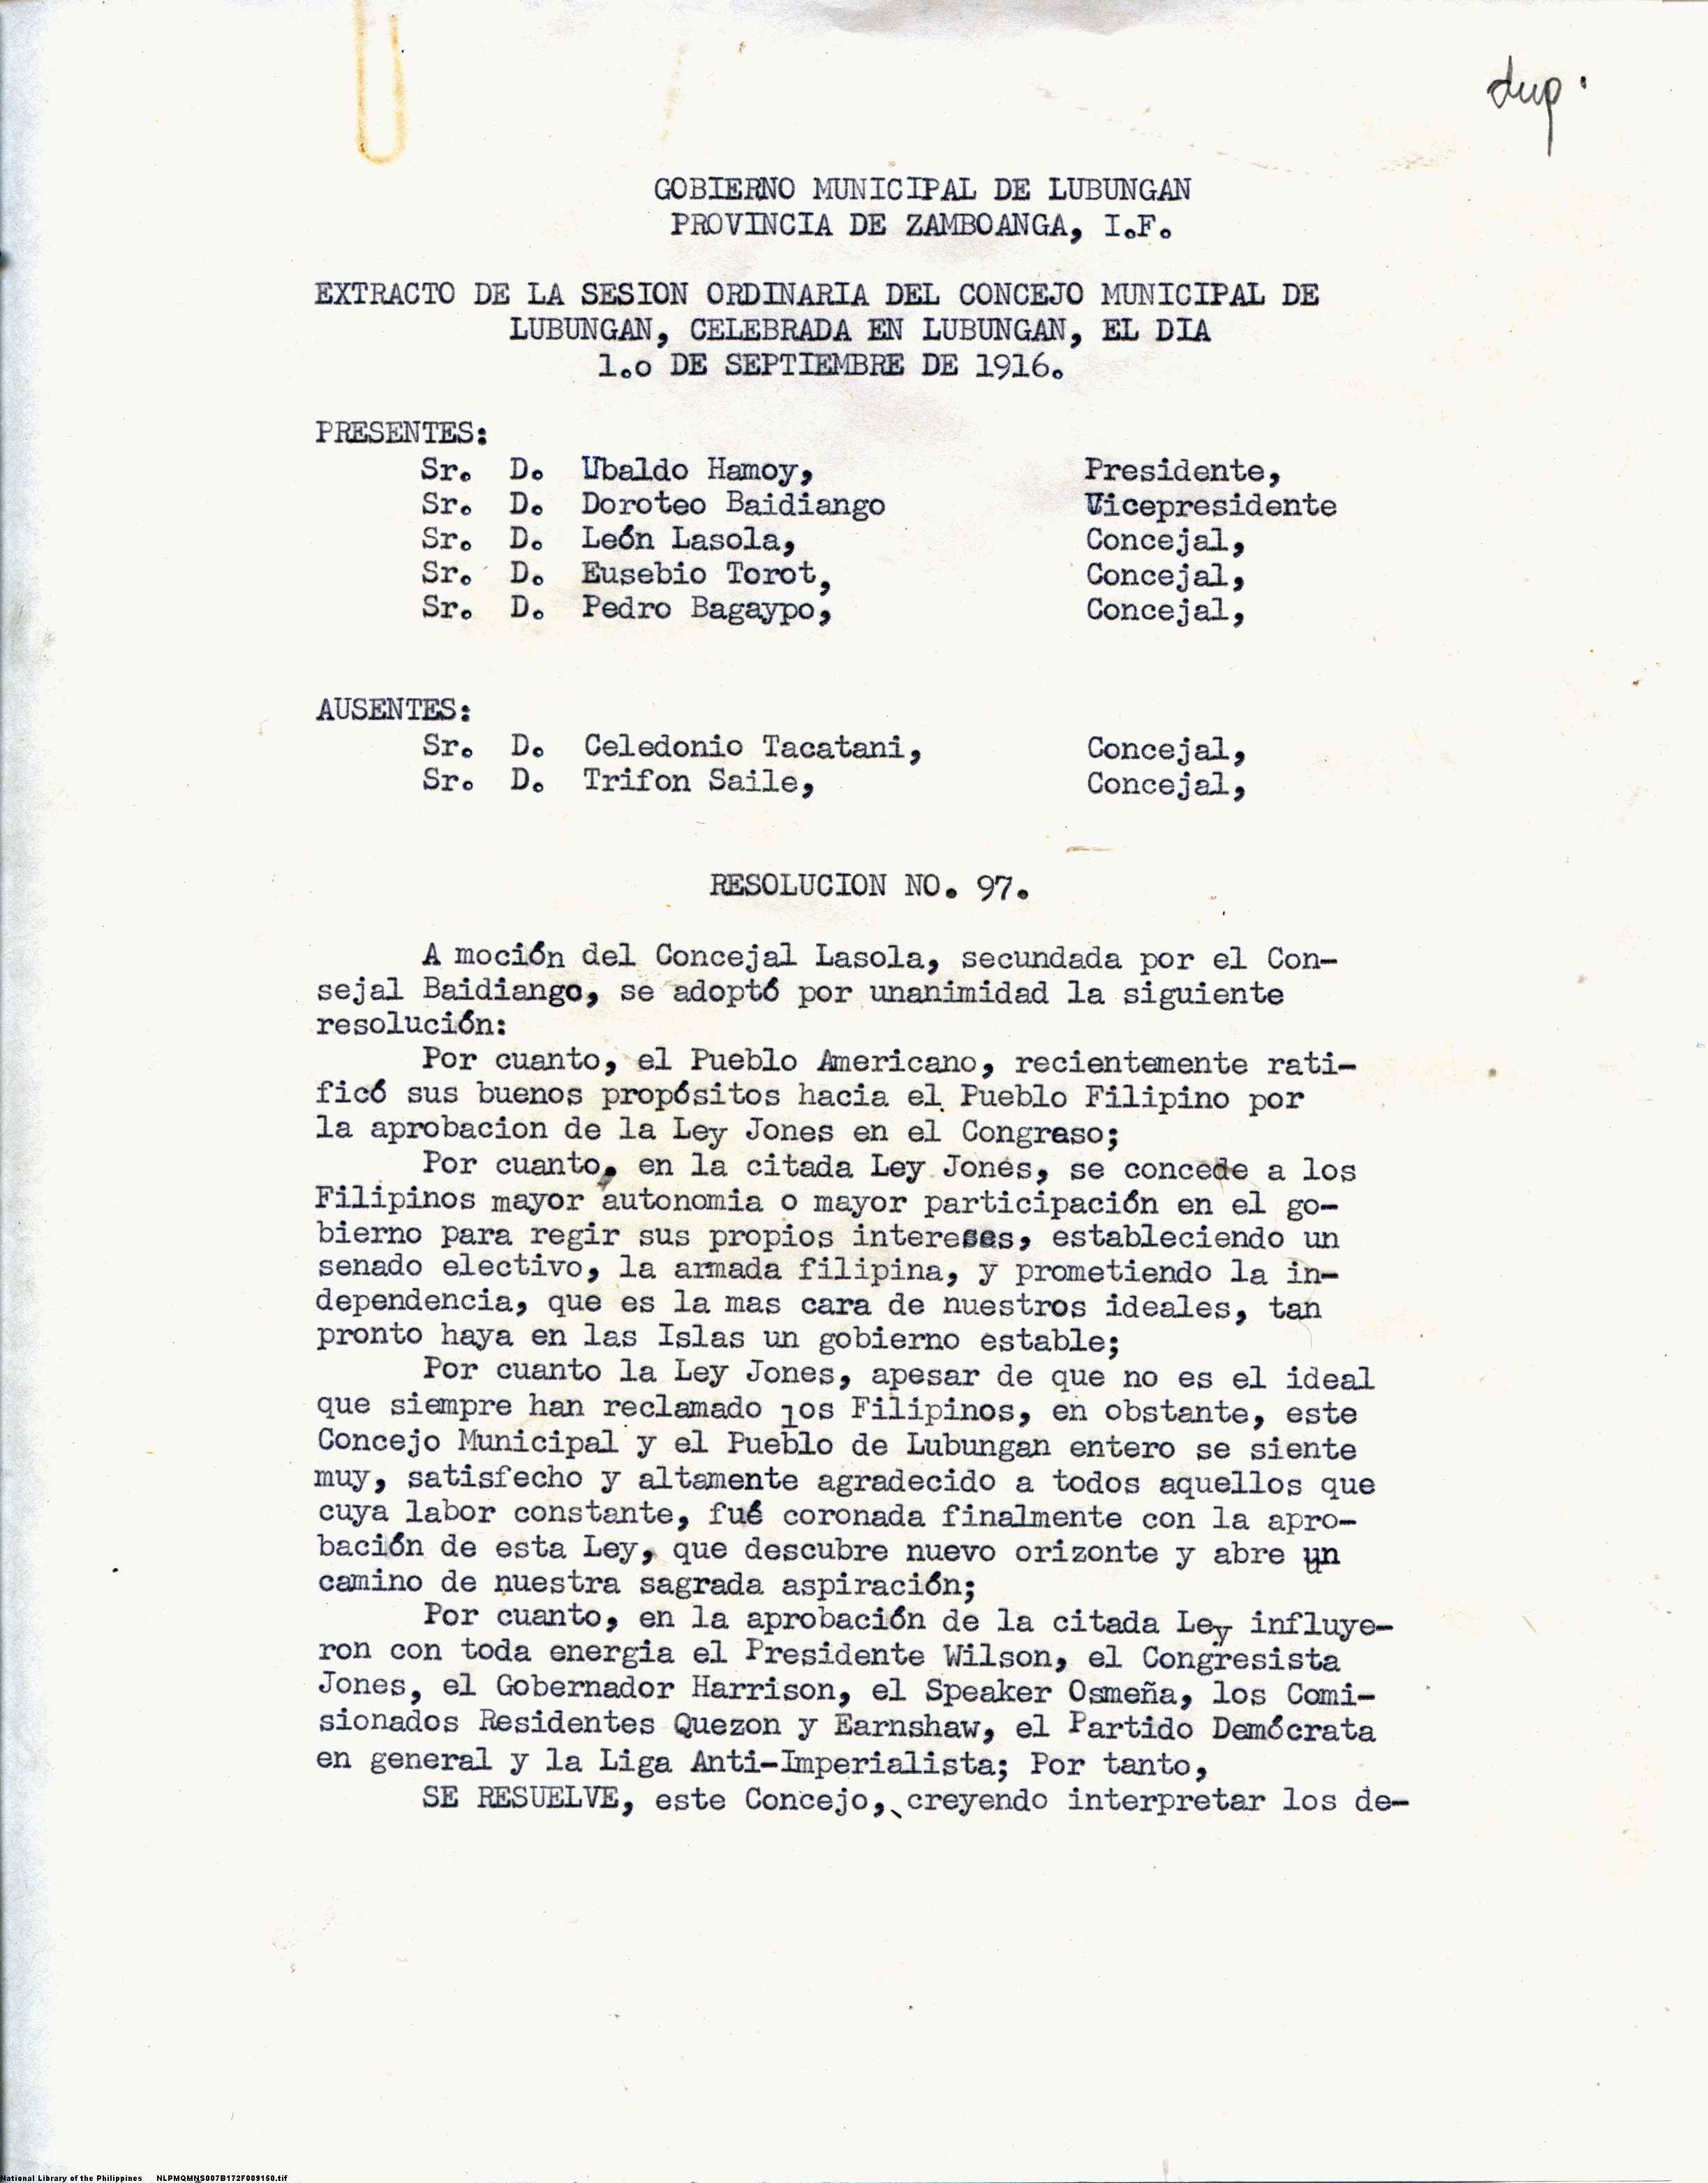 dup.
GOBIERNO MUNICIPAL DE LUBUNGAN
PROVINCIA DE ZAMBOANGA, I.F.
EXTRACTO DE LA SESION ORDINARIA DEL CONCEJO MUNICIPAL DE
LUBUNGAN, CELEBRADA EN LUBUNGAN, EL DIA
1.o DE SEPTIEMBRE DE 1916.
PRESENTES:
Sr. D. Ubaldo Hamoy, Presidente,
Sr. D. Doroteo Baidiango Vicepresidente
Sr. D. León Lasola, Concejal,
Sr. D. Eusebio Torot, Concejal,
Sr. D. Pedro Bagaypo, Concejal,
AUSENTES:
Sr. D. Celedonio Tacatani, Concejal,
Sr. D. Trifon Saile, Concejal,
RESOLUCION NO. 97.
A moción del Concejal Lasola, secundada por el Con-
sejal Baidiango, se adoptó por unanimidad la siguiente
resolución:
Por cuanto, el Pueblo Americano, recientemente rati-
ficó sus buenos propósitos hacia el Pueblo Filipino por
la aprobacion de la Ley Jones en el Congreso;
Por cuanto, en la citada Ley Jones, se concede a los
Filipinos mayor autonomia o mayor participación en el go-
bierno para regir sus propios intereses, estableciendo un
senado electivo, la armada filipina, y prometiendo la in-
dependencia, que es la mas cara de nuestros ideales, tan
pronto haya en las Islas un gobierno estable;
Por cuanto la Ley Jones, apesar de que no es el ideal
que siempre han reclamado los Filipinos, en obstante, este
Concejo Municipal y el Pueblo de Lubungan entero se siente
muy, satisfecho y altamente agradecido a todos aquellos que
cuya labor constante, fué coronada finalmente con la apro-
bación de esta Ley, que descubre nuevo orizonte y abre un
camino de nuestra sagrada aspiración;
Por cuanto, en la aprobación de la citada Ley influye-
ron con toda energia el Presidente Wilson, el Congresista
Jones, el Gobernador Harrison, el Speaker Osmeña, los Comi-
sionados Residentes Quezon y Earnshaw, el Partido Demócrata
en general y la Liga Anti-Imperialista; Por tanto,
SE RESUELVE, este Concejo, creyendo interpretar los de-
National Library of the Philippines NLPMQMNS007B172F009150.tif